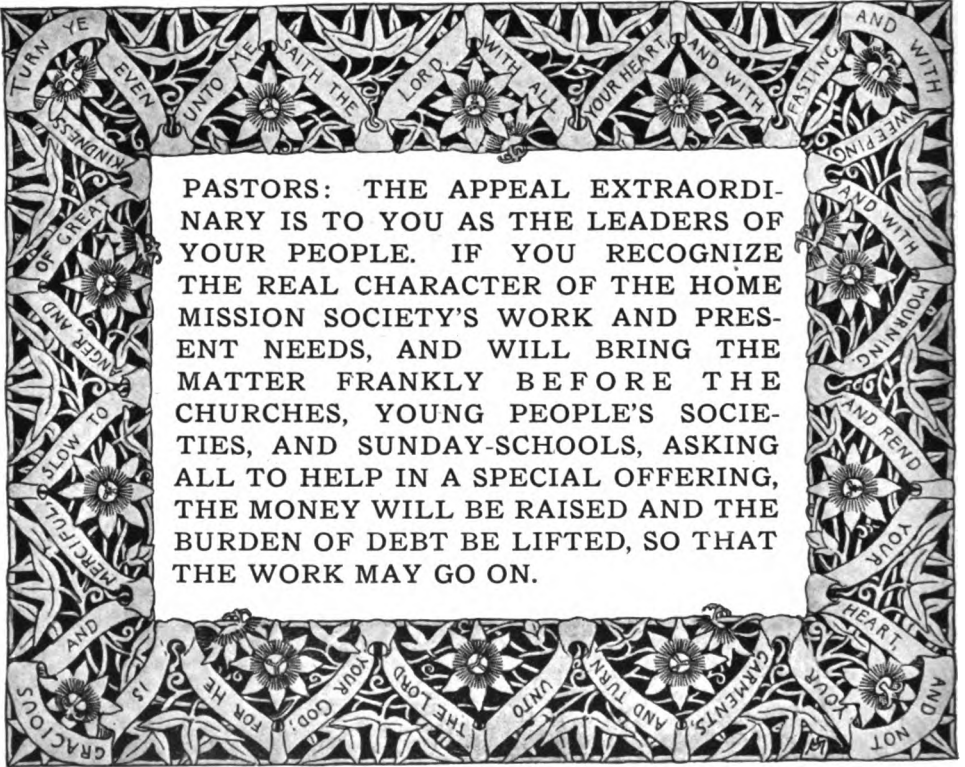 TURN YE
EVEN
UNTO ME,
SAITH THE
LORD,
WITH ALL
YOUR HEART,
AND WITH
FASTING,
AND WITH
WEEPING
AND WITH
MOURNING,
AND REND
YOUR
HEART,
AND NOT
YOUR
GARMENTS,
AND TURN
UNTO
THE LORD
YOUR GOD;
FOR HE
IS
GRACIOUS
AND
MERCIFUL,
SLOW TO
ANGER, AND
OF GREAT
KINDNESS
PASTORS: THE APPEAL EXTRAORDI-
NARY IS TO YOU AS THE LEADERS OF
YOUR PEOPLE. IF YOU RECOGNIZE
THE REAL CHARACTER OF THE HOME
MISSION SOCIETY'S WORK AND PRES-
ENT NEEDS, AND WILL BRING THE
MATTER FRANKLY BEFORE THE
CHURCHES, YOUNG PEOPLE'S SOCIE-
TIES, AND SUNDAY-SCHOOLS, ASKING
ALL TO HELP IN A SPECIAL OFFERING,
THE MONEY WILL BE RAISED AND THE
BURDEN OF DEBT BE LIFTED, SO THAT
THE WORK MAY GO ON.